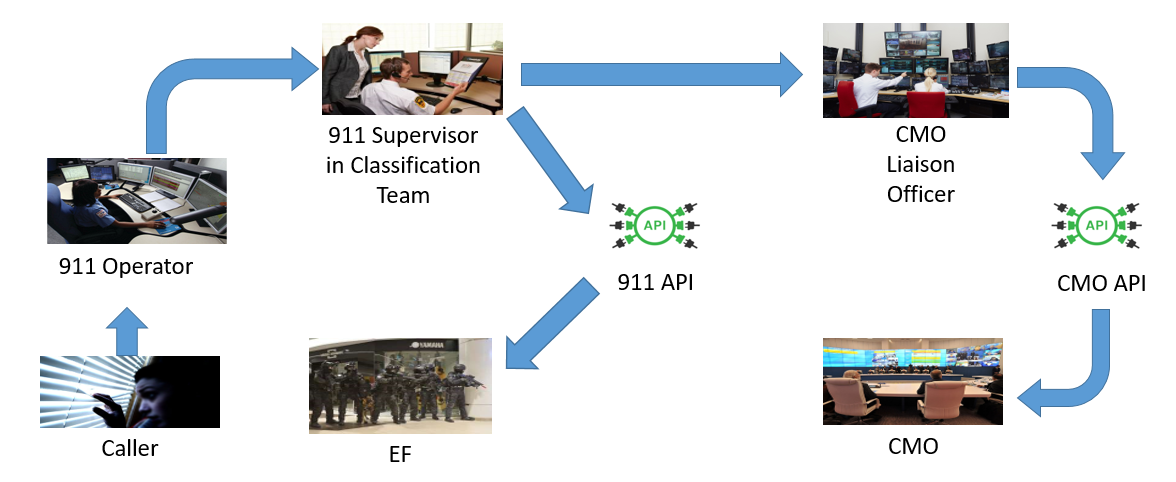 911 Supervisor
in Classification
Team
CMO
Liaison
Officer
911 Operator
API
911 API
API
CMO API
YAMAHA
Caller
EF
CMO